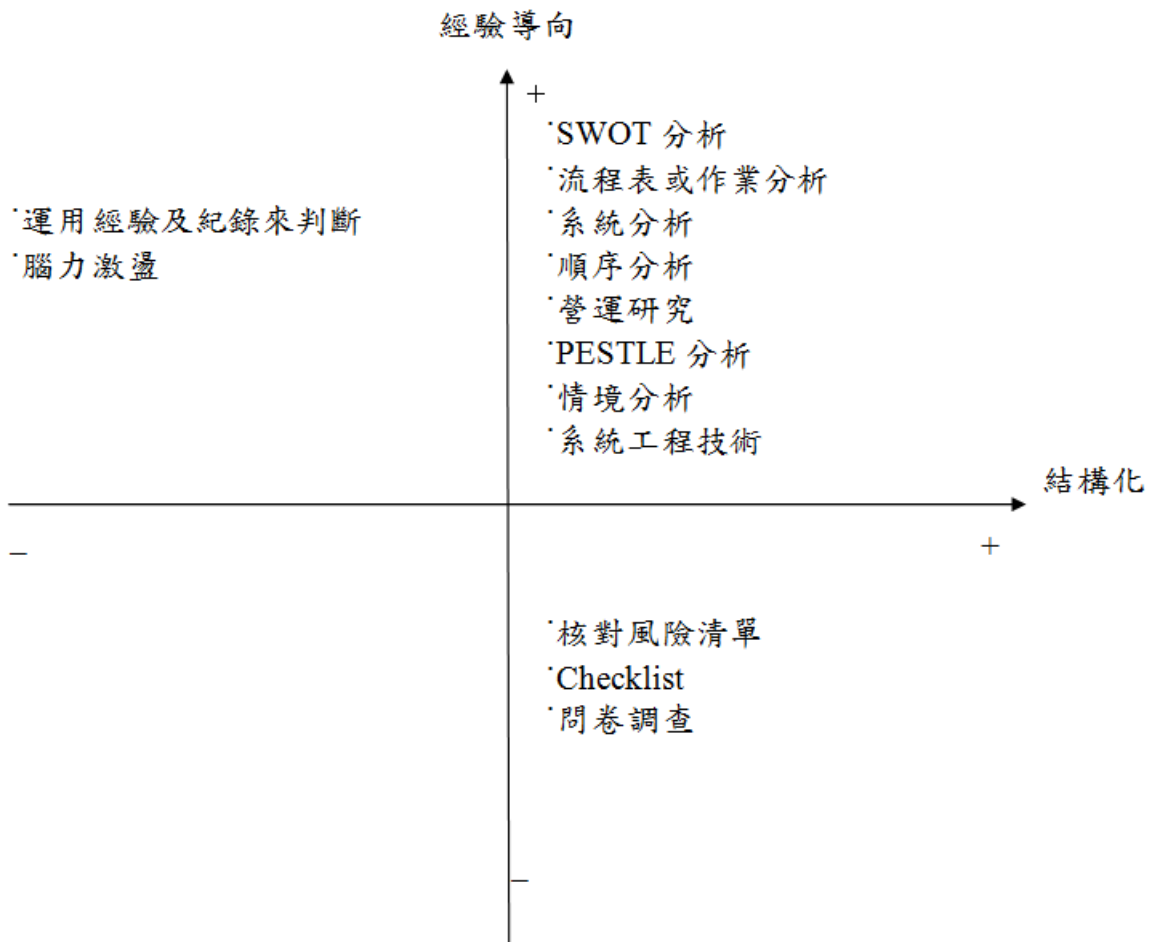 經驗導向
+
˙SWOT 分析
˙流程表或作業分析
˙運用經驗及紀錄來判斷
˙系統分析
˙腦力激盪
˙順序分析
˙營運研究
˙PESTLE 分析
˙情境分析
˙系統工程技術
結構化
–
+
˙核對風險清單
˙Checklist
˙問卷調查
–